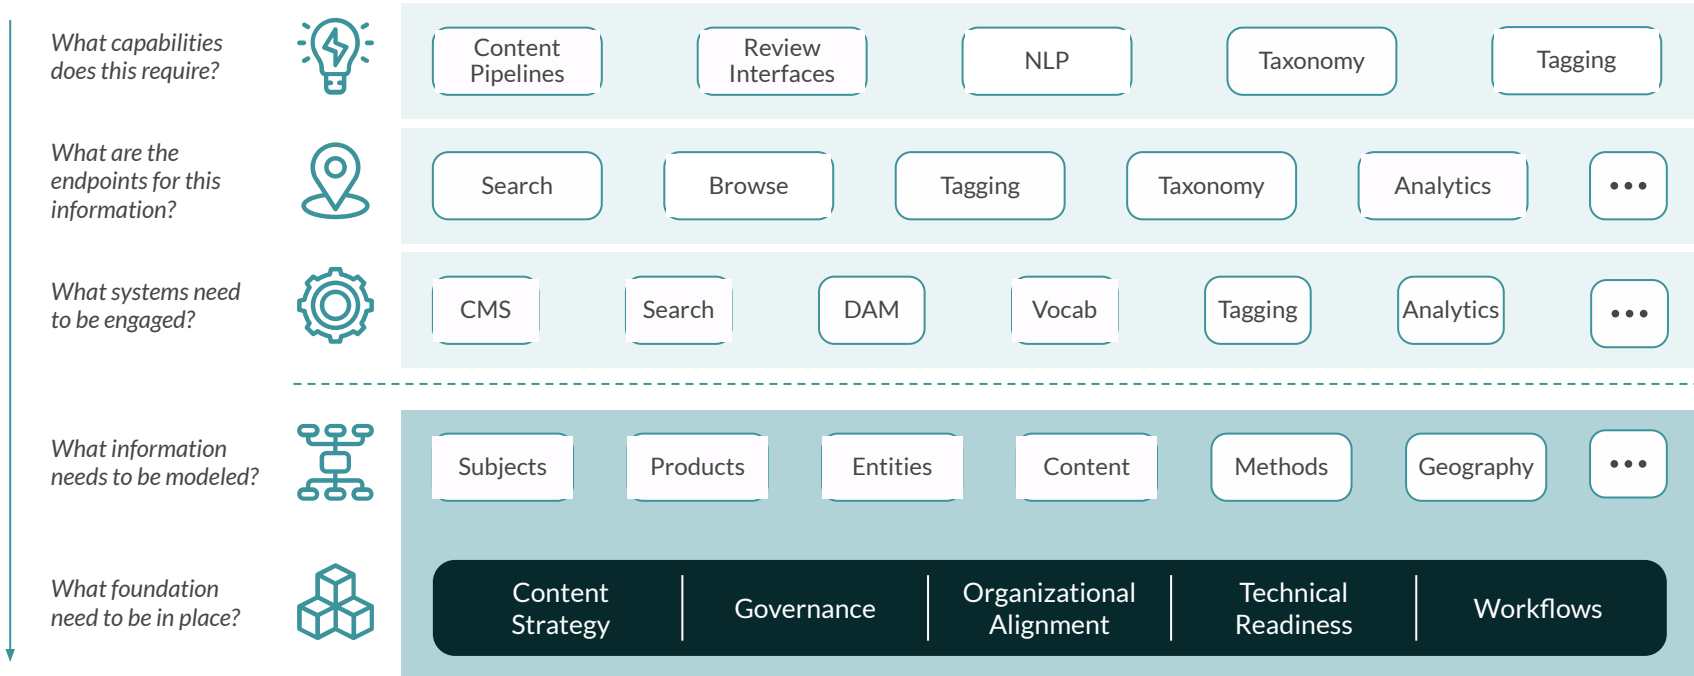 What capabilities
does this require?
Content
Pipelines
Review
Interfaces
NLP
Taxonomy
Tagging
What are the
endpoints for this
information?
Search
Browse
Tagging
Taxonomy
Analytics
•••
What systems need
to be engaged?
CMS
Search
DAM
Vocab
Tagging
Analytics
•••
What information
needs to be modeled?
Subjects
Products
Entities
Content
Methods
Geography
•••
What foundation
need to be in place?
Content
Strategy
Governance
Organizational
Alignment
Technical
Readiness
Workflows